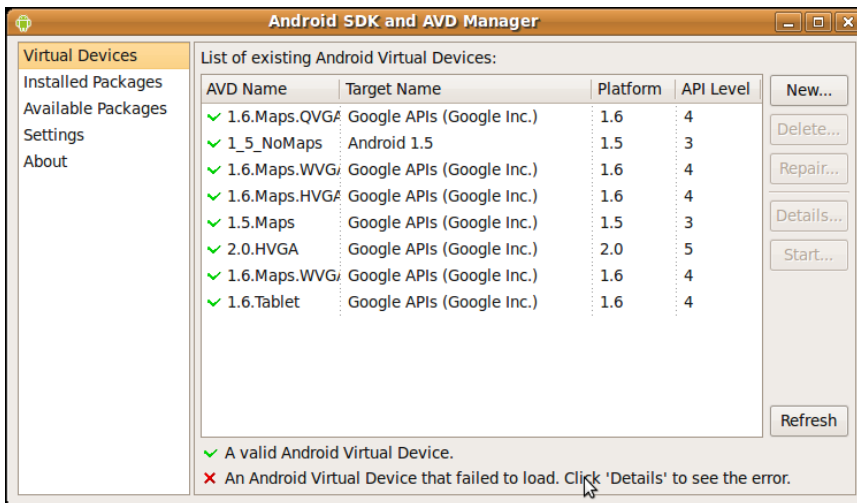 Android SDK and AVD Manager
Virtual Devices
Installed Packages
Available Packages
Settings
About
List of existing Android Virtual Devices:
AVD Name Target Name Platform API Level
1.6.Maps.QVGA Google APIs (Google Inc.) 1.6 4
1_5_NoMaps Android 1.5 1.5 3
1.6.Maps.WVGA Google APIs (Google Inc.) 1.6 4
1.6.Maps.HVGA Google APIs (Google Inc.) 1.6 4
1.5.Maps Google APIs (Google Inc.) 1.5 3
2.0.HVGA Google APIs (Google Inc.) 2.0 5
1.6.Maps.WVGA Google APIs (Google Inc.) 1.6 4
1.6.Tablet Google APIs (Google Inc.) 1.6 4
New...
Delete...
Repair...
Details...
Start...
Refresh
A valid Android Virtual Device.
An Android Virtual Device that failed to load. Click 'Details' to see the error.